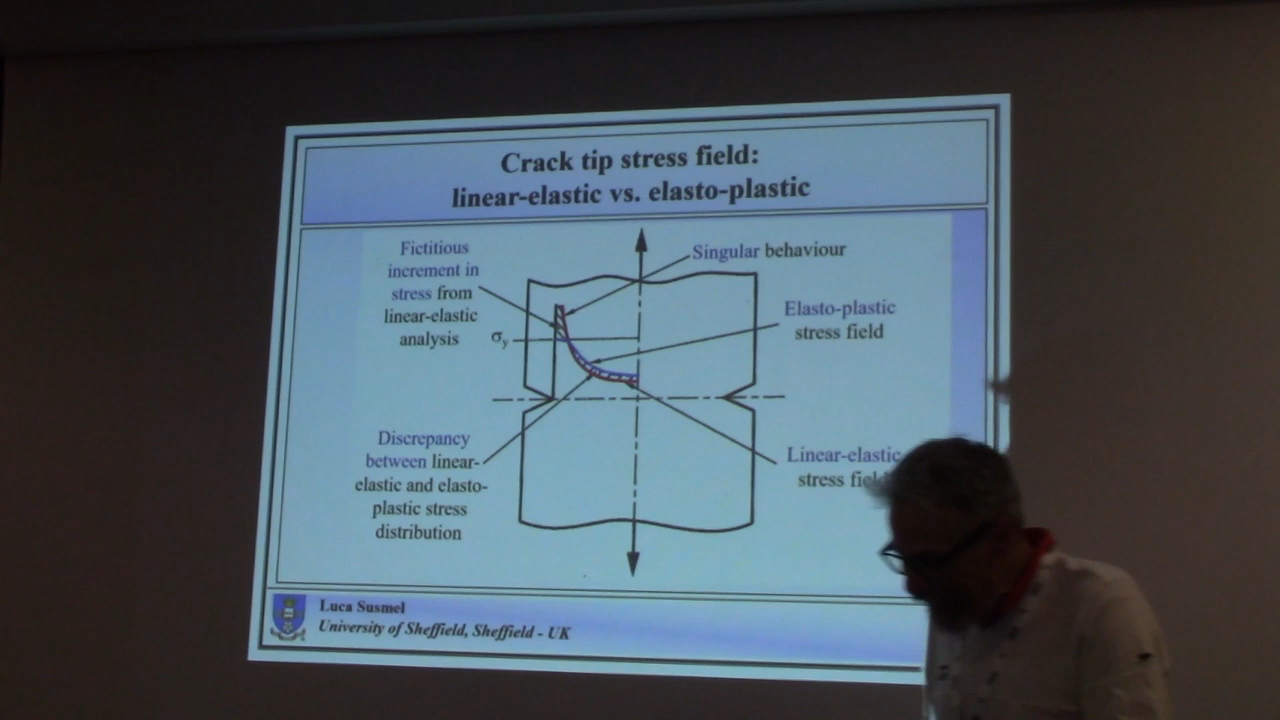 Crack tip stress field:
linear-elastic vs. elasto-plastic
Fictitious
increment in
stress from
linear-elastic
analysis
Singular behaviour
Elasto-plastic
stress field
σy
Discrepancy
between linear-
elastic and elasto-
plastic stress
distribution
Linear-elastic
stress field
Luca Susmel
University of Sheffield, Sheffield - UK